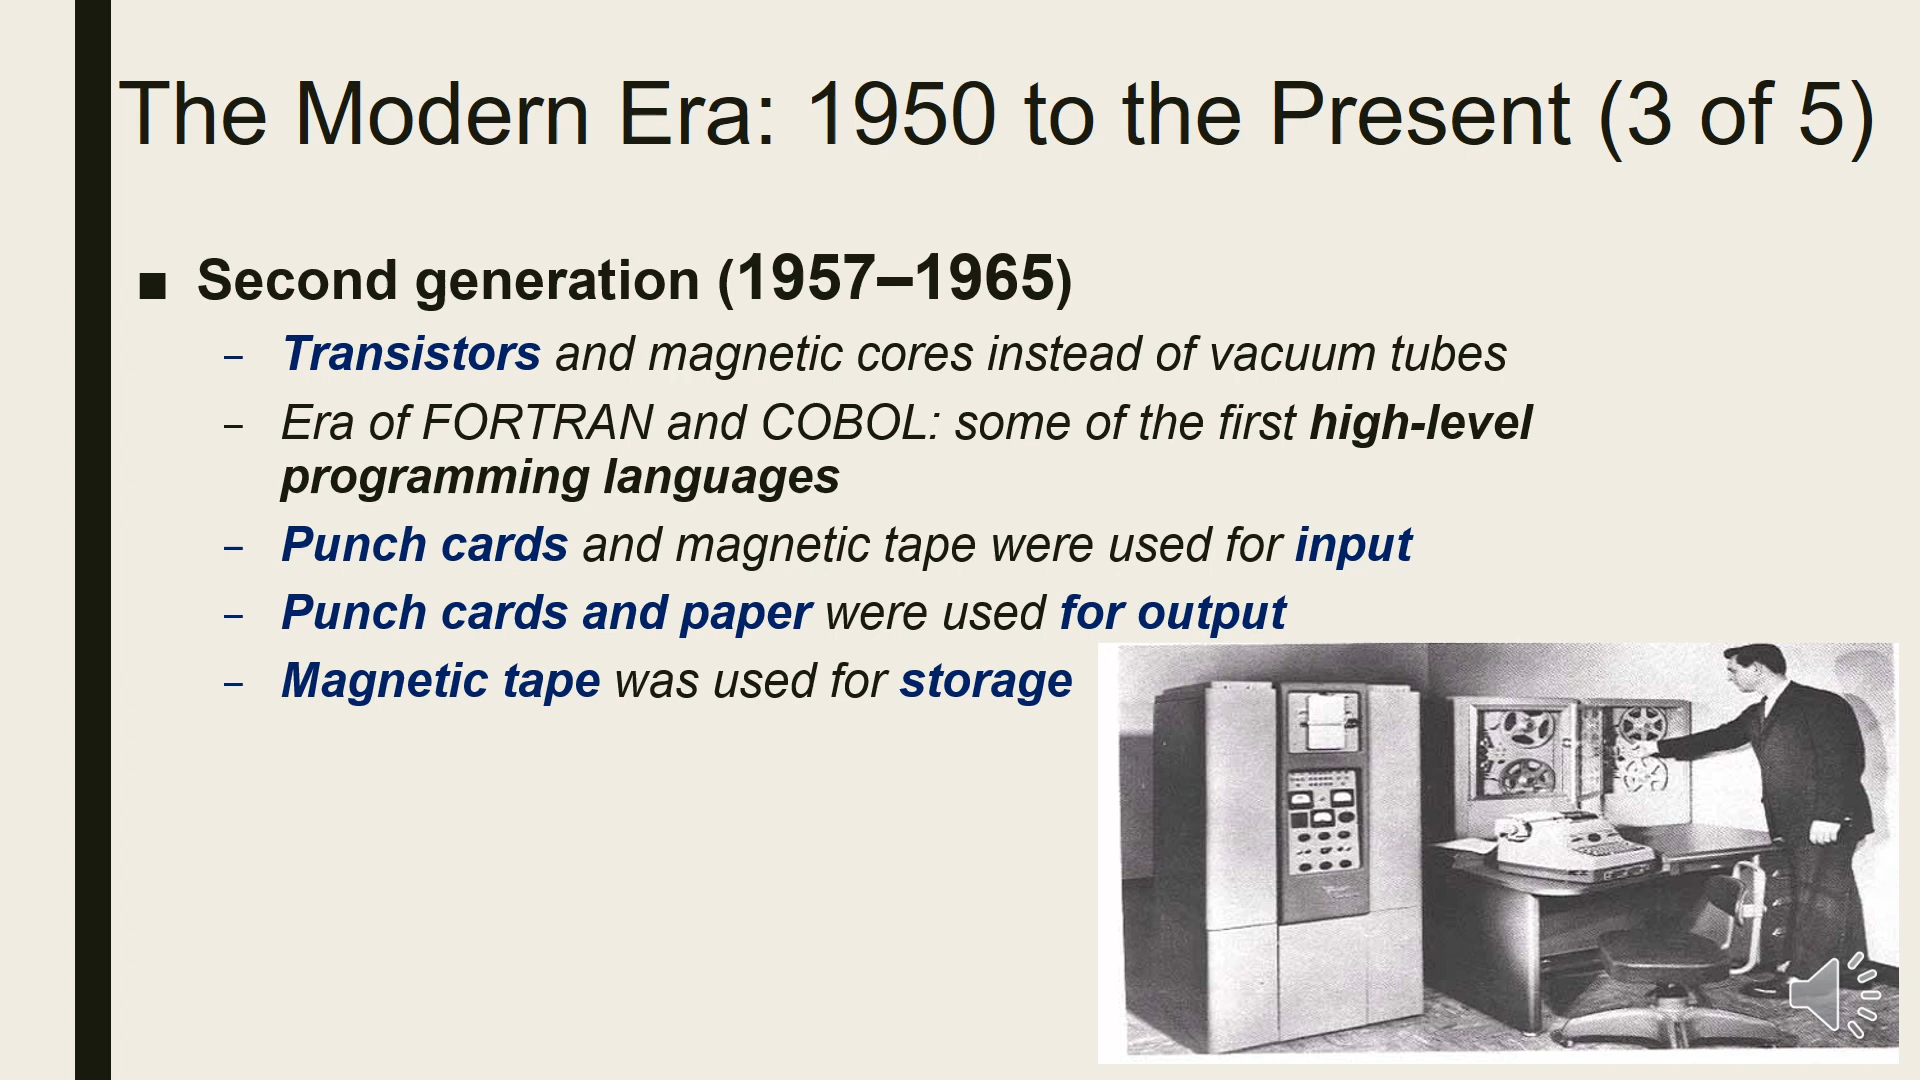 The Modern Era: 1950 to the Present (3 of 5)
■ Second generation (1957–1965)
– Transistors and magnetic cores instead of vacuum tubes
– Era of FORTRAN and COBOL: some of the first high-level
programming languages
– Punch cards and magnetic tape were used for input
– Punch cards and paper were used for output
– Magnetic tape was used for storage